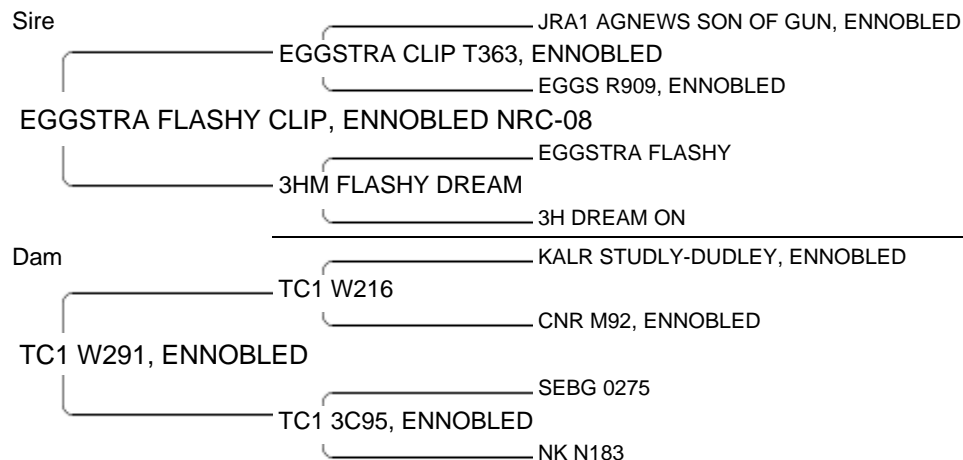 Sire
JRA1 AGNEWS SON OF GUN, ENNOBLED
EGGSTRA CLIP T363, ENNOBLED
EGGS R909, ENNOBLED
EGGSTRA FLASHY CLIP, ENNOBLED NRC-08
EGGSTRA FLASHY
3HM FLASHY DREAM
3H DREAM ON
Dam
KALR STUDLY-DUDLEY, ENNOBLED
TC1 W216
CNR M92, ENNOBLED
TC1 W291, ENNOBLED
SEBG 0275
TC1 3C95, ENNOBLED
NK N183